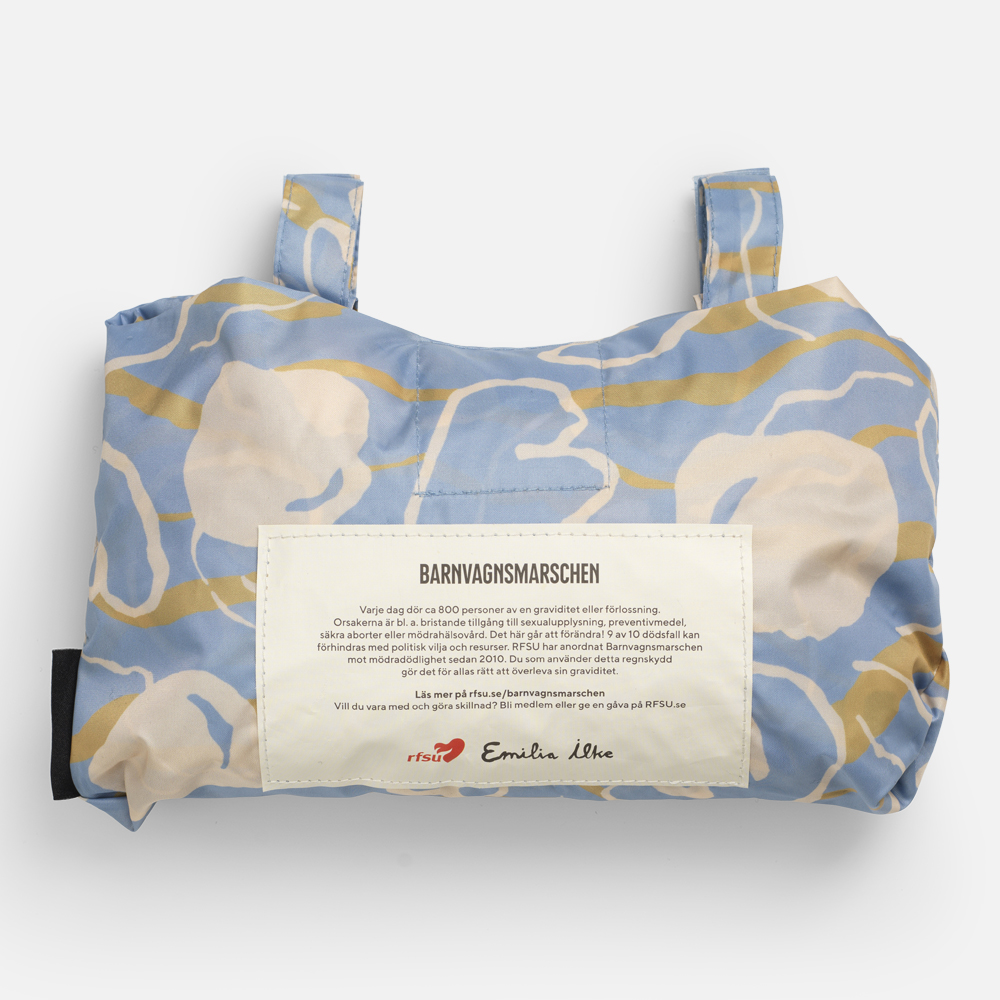 BARNVAGNSMARSCHEN
Varje dag dör ca 800 personer av en graviditet eller förlossning.
Orsakerna är bl. a. bristande tillgång till sexualupplysning, preventivmedel,
säkra aborter eller mödrahälsovård. Det här går att förändra! 9 av 10 dödsfall kan
förhindras med politisk vilja och resurser. RFSU har anordnat Barnvagnsmarschen
mot mödradödlighet sedan 2010. Du som använder detta regnskydd
gör det för allas rätt att överleva sin graviditet.
Läs mer på rfsu.se/barnvagnsmarschen
Vill du vara med och göra skillnad? Bli medlem eller ge en gåva på RFSU.se
rfsu Emilia Ilke